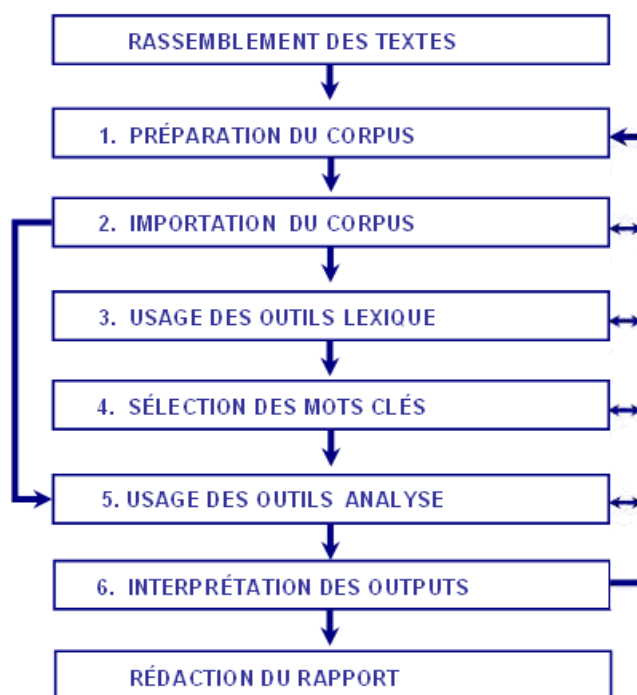 RASSEMBLEMENT DES TEXTES
1. PRÉPARATION DU CORPUS
2. IMPORTATION DU CORPUS
3. USAGE DES OUTILS LEXIQUE
4. SÉLECTION DES MOTS CLÉS
5. USAGE DES OUTILS ANALYSE
6. INTERPRÉTATION DES OUTPUTS
RÉDACTION DU RAPPORT